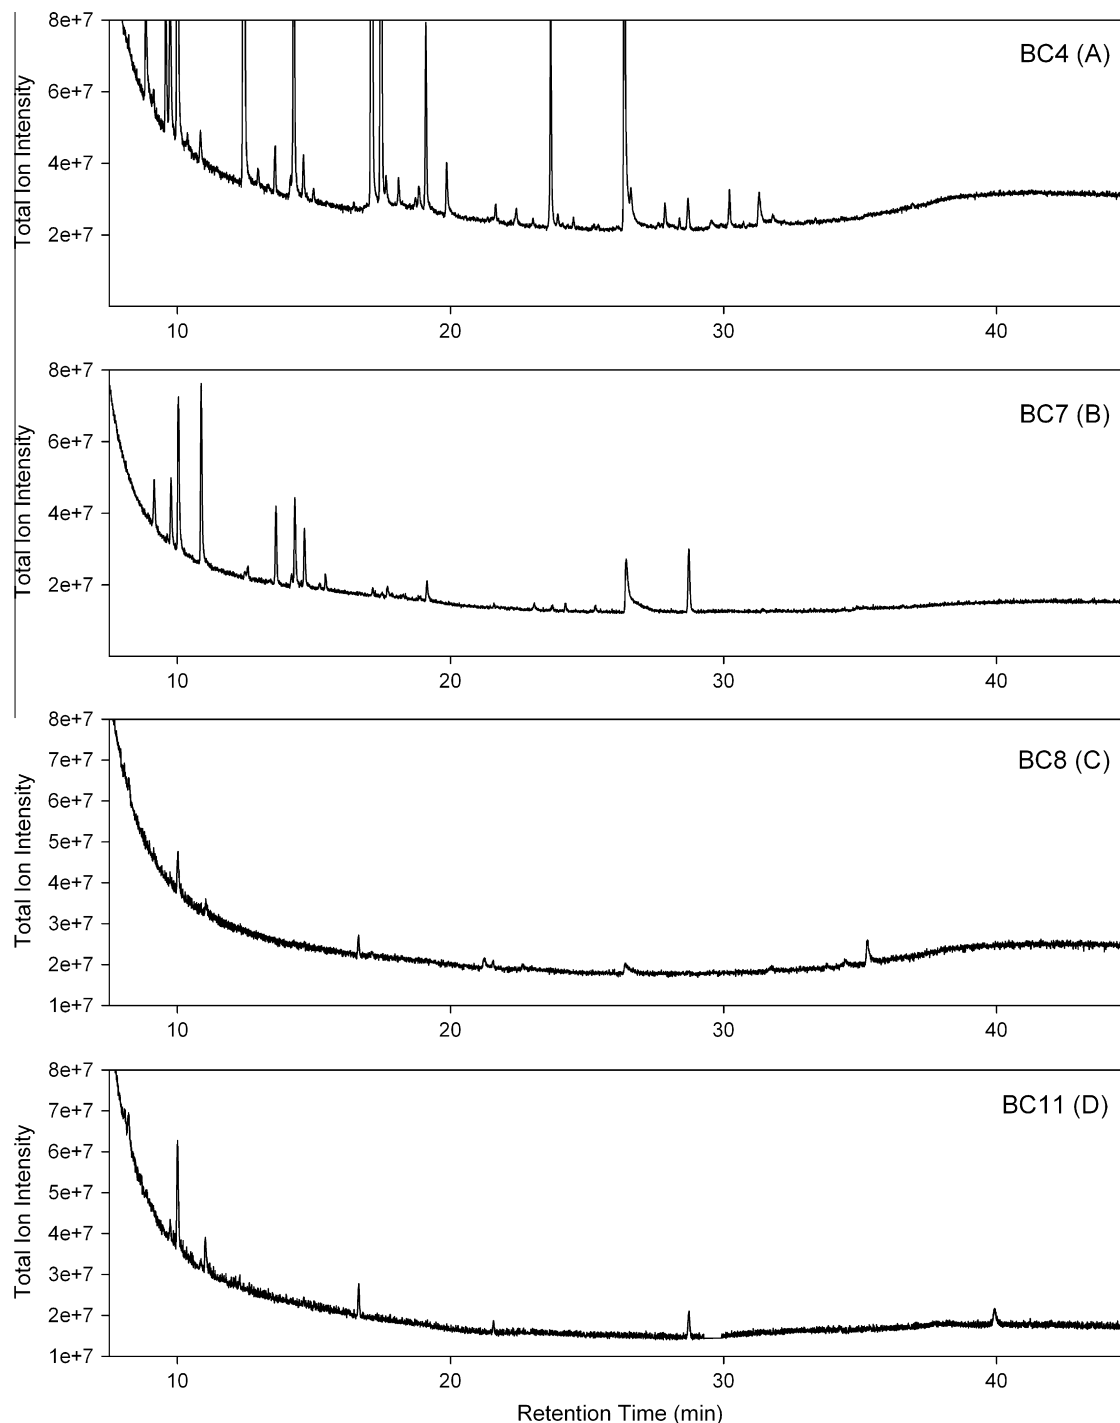 8e+7
BC4 (A)
6e+7
Total Ion Intensity
4e+7
2e+7
10 20 30 40
8e+7
BC7 (B)
6e+7
Total Ion Intensity
4e+7
2e+7
10 20 30 40
8e+7
BC8 (C)
7e+7
6e+7
Total Ion Intensity
5e+7
4e+7
3e+7
2e+7
1e+7
10 20 30 40
8e+7
BC11 (D)
7e+7
6e+7
Total Ion Intensity
5e+7
4e+7
3e+7
2e+7
1e+7
10 20 30 40
Retention Time (min)